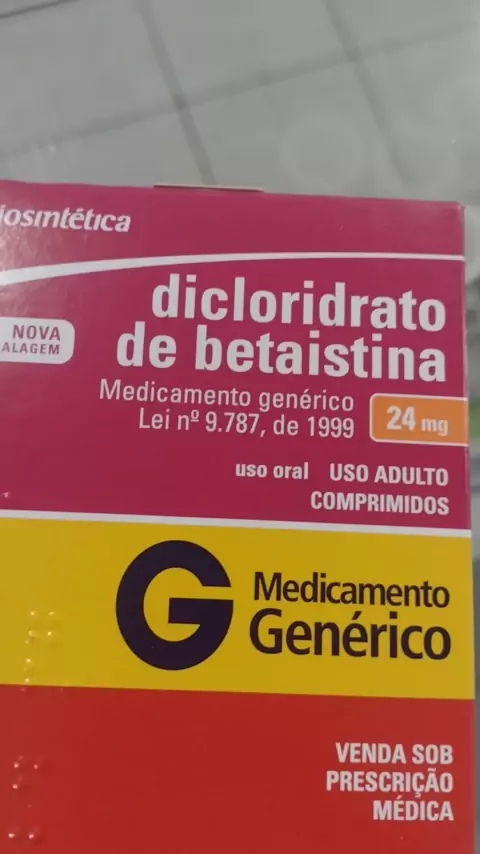 iosintética
NOVA
ALAGEM
dicloridrato
de betaistina
Medicamento genérico
Lei nº 9.787, de 1999
24 mg
uso oral USO ADULTO
COMPRIMIDOS
G Medicamento
Genérico
VENDA SOB
PRESCRIÇÃO
MÉDICA